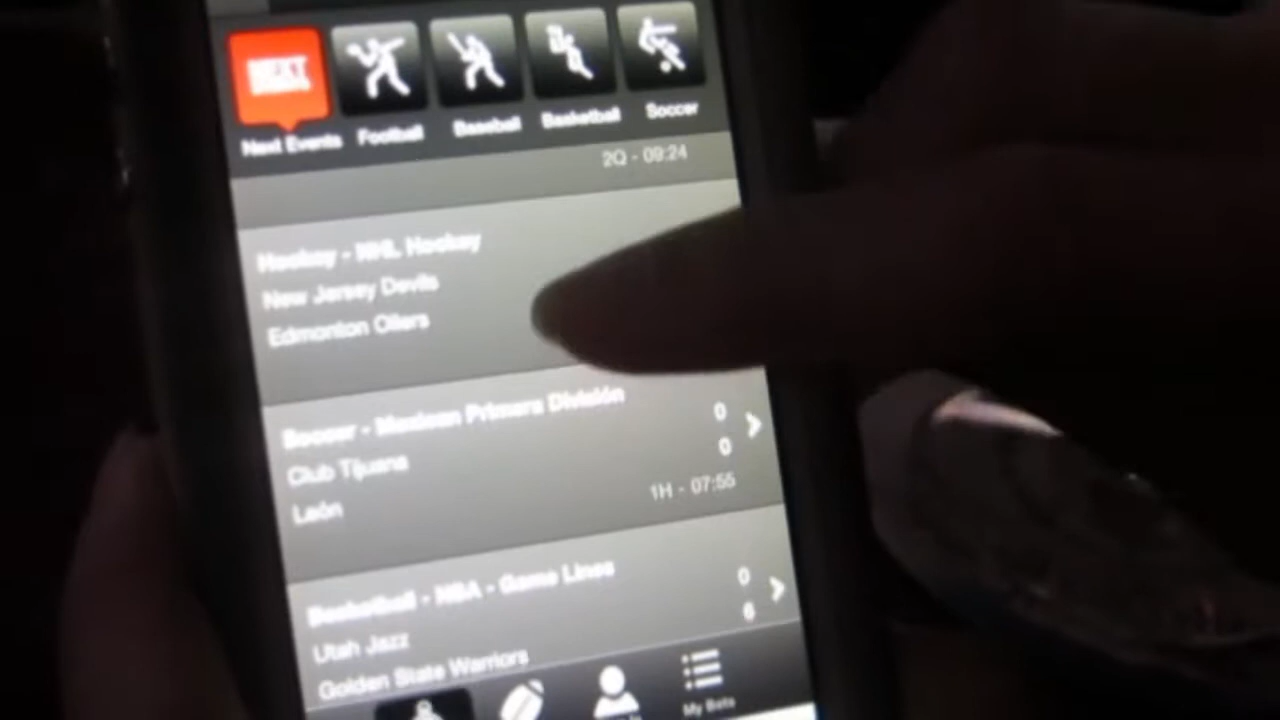 NEXT
Next Events Football Baseball Basketball Soccer
2Q - 09:24
Hockey - NHL Hockey
New Jersey Devils
Edmonton Oilers
Soccer - Mexican Primera División
0
Club Tijuana
0
León
1H - 07:55
Basketball - NBA - Game Lines
0
Utah Jazz
6
Golden State Warriors
My Bets